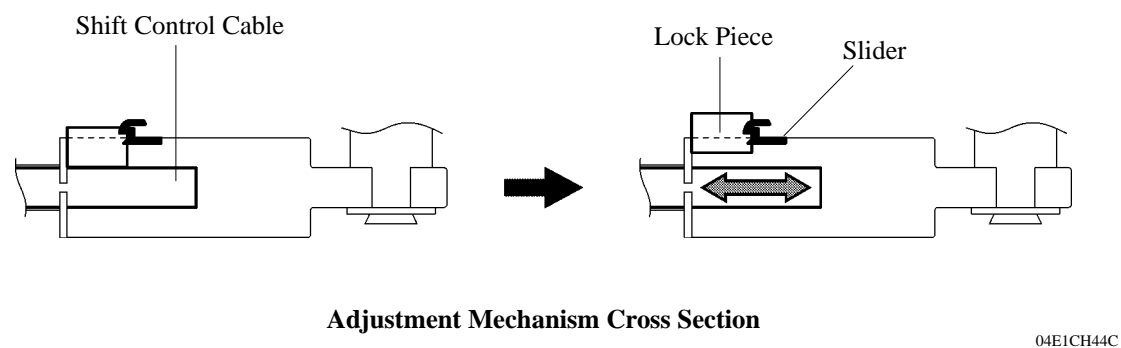 Shift Control Cable
Lock Piece
Slider
Adjustment Mechanism Cross Section
04E1CH44C